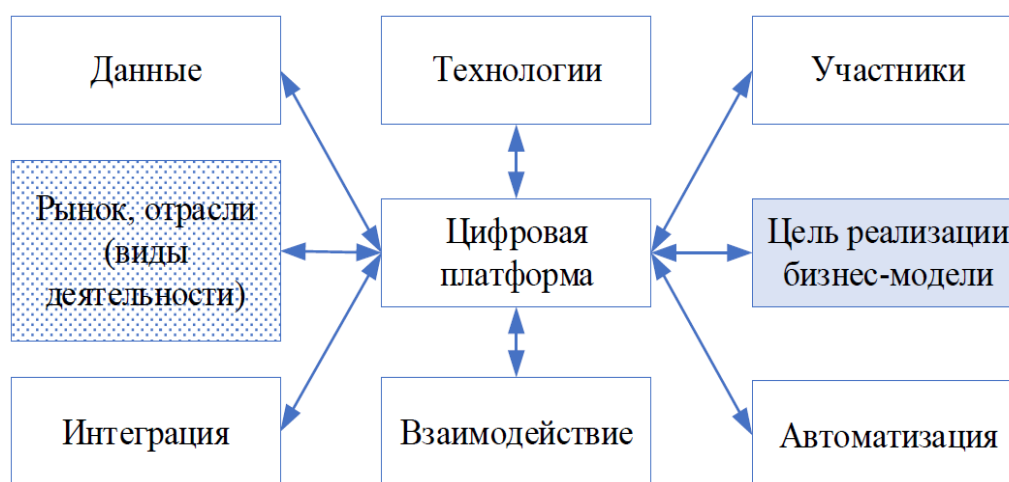 Данные
Технологии
Участники
Рынок, отрасли
(виды
деятельности)
Цифровая
платформа
Цель реализации
бизнес-модели
Интеграция
Взаимодействие
Автоматизация